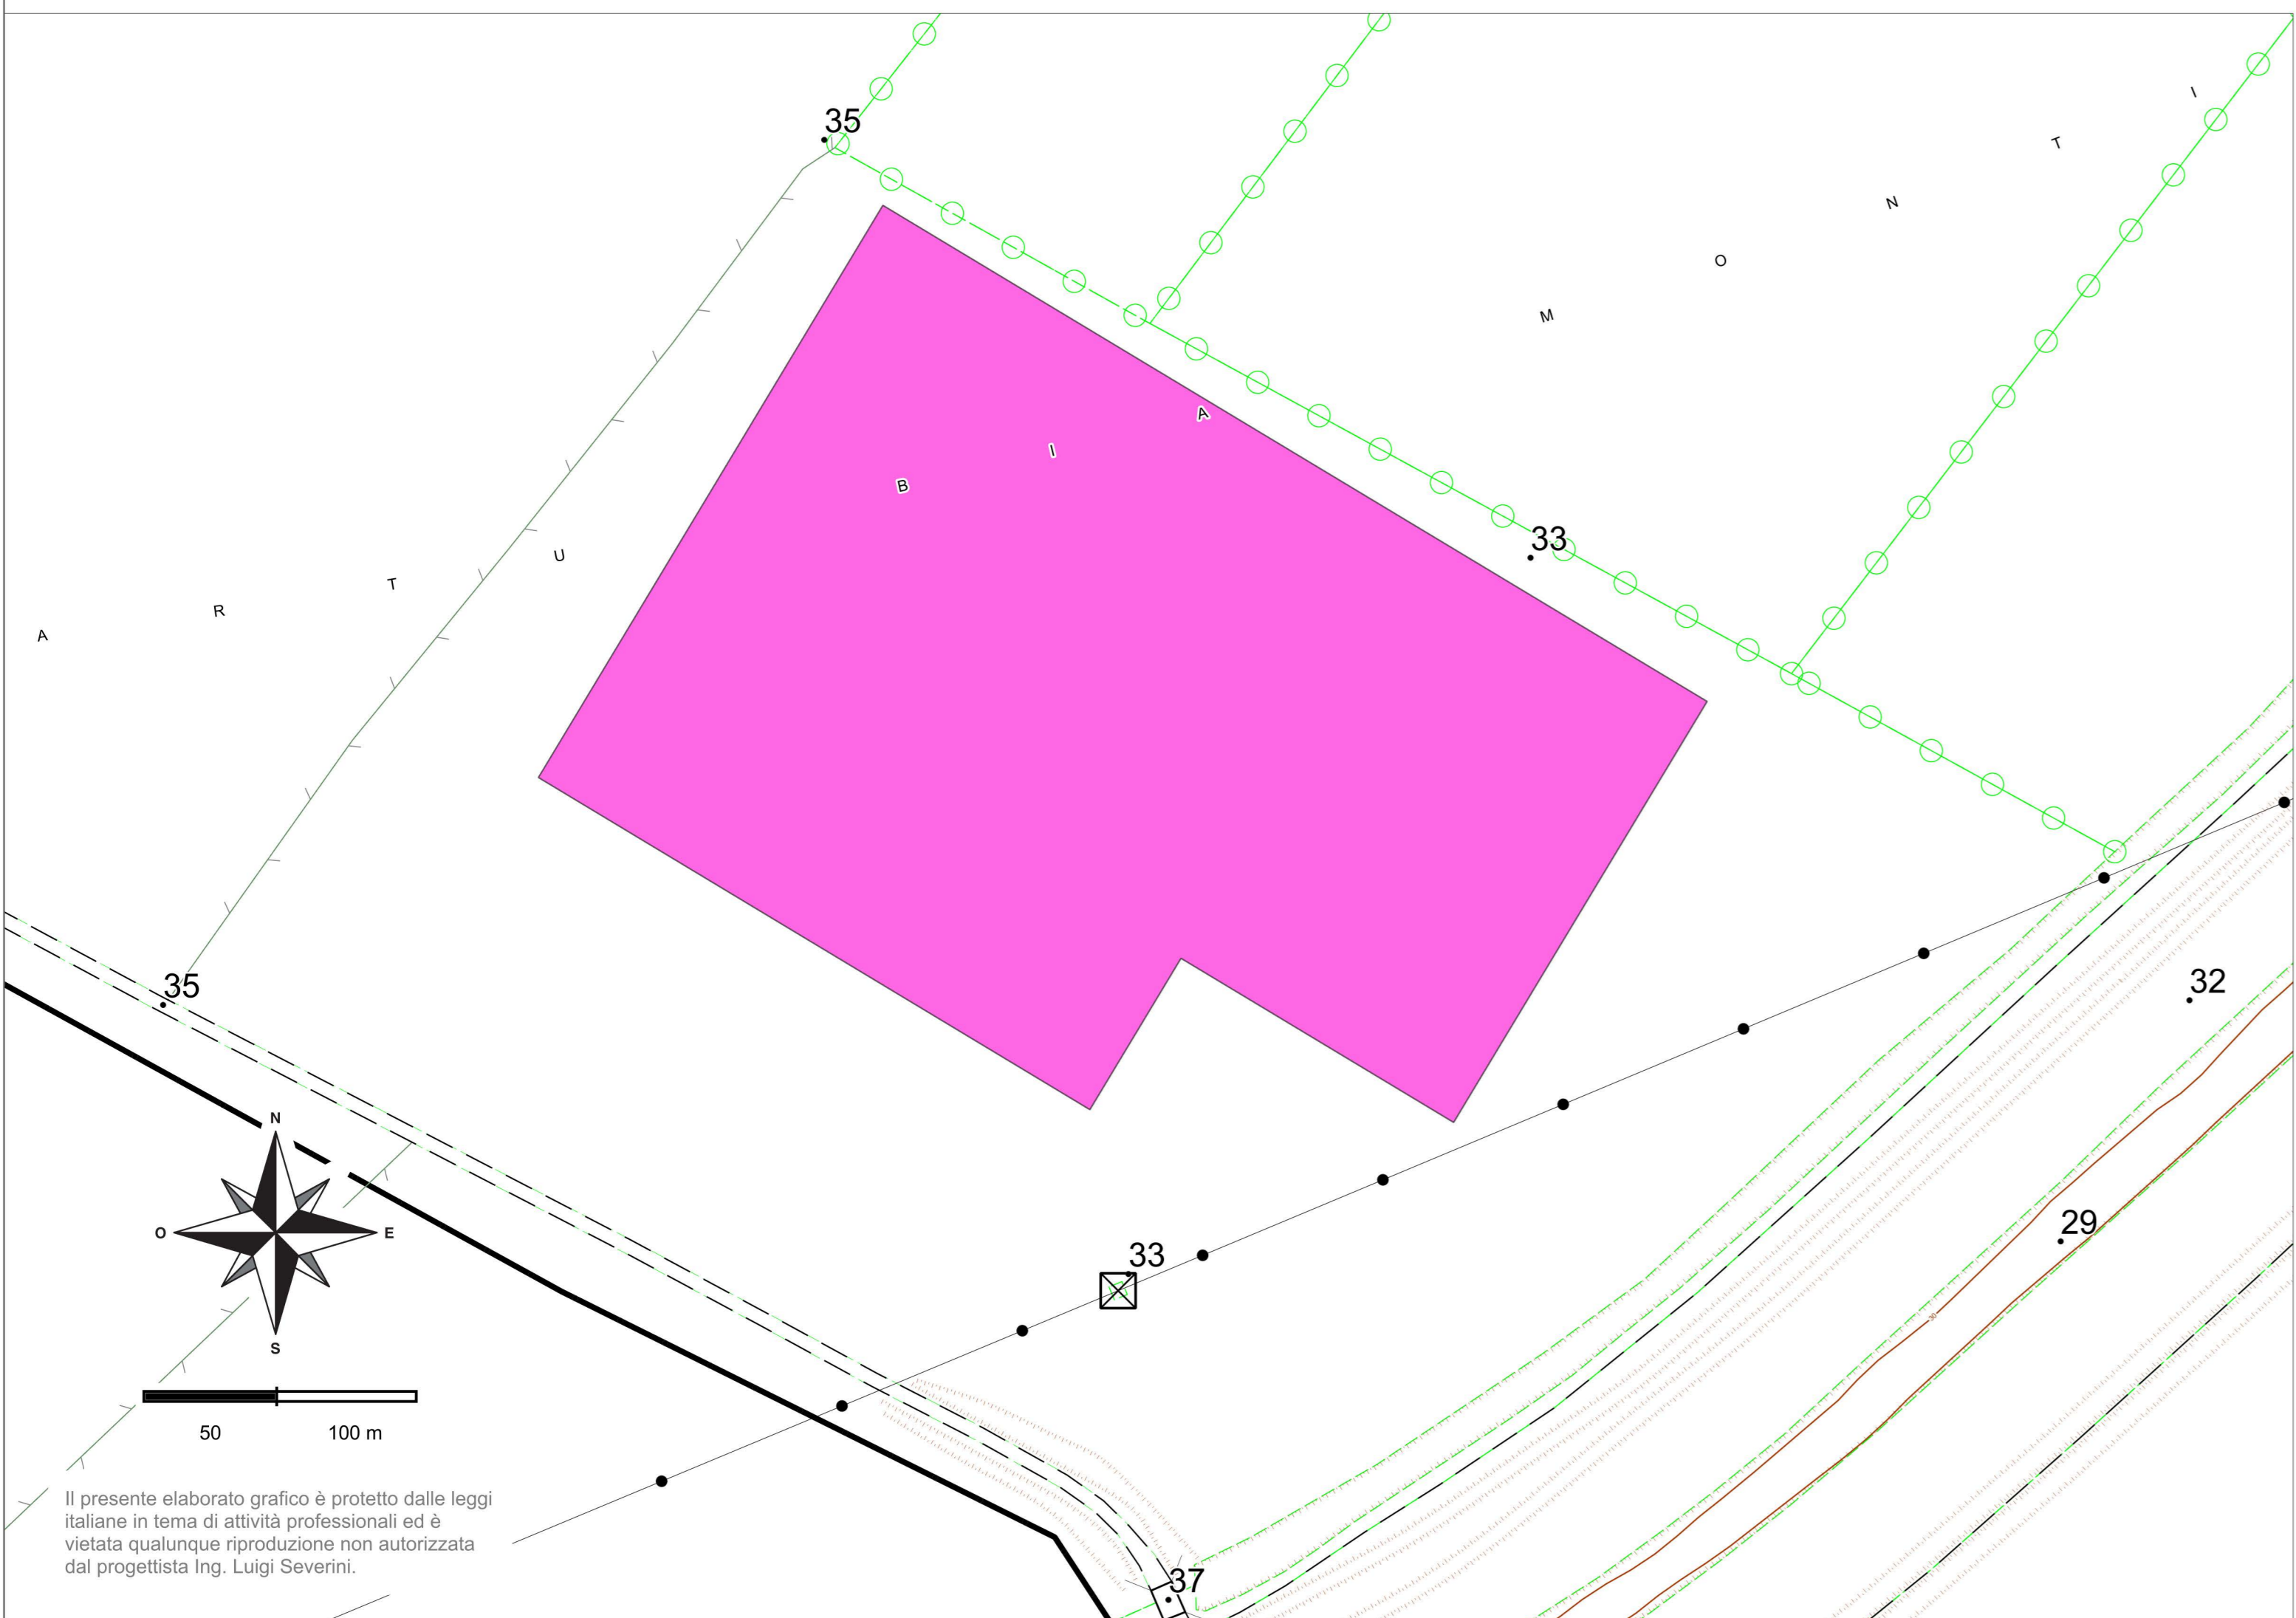 35
I
T
N
O
M
A
I
B
33
U
T
R
A
35
32
N
O
E
S
29
33
50
100 m
Il presente elaborato grafico è protetto dalle leggi
italiane in tema di attività professionali ed è
vietata qualunque riproduzione non autorizzata
dal progettista Ing. Luigi Severini.
37